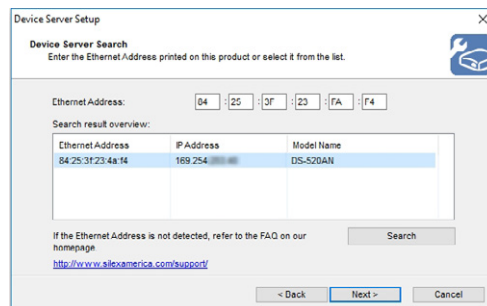 Device Server Setup
Device Server Search
Enter the Ethernet Address printed on this product or select it from the list.
Ethernet Address: 84 : 25 : 3F : 23 : FA : F4
Search result overview:
Ethernet Address IP Address Model Name
84:25:3f:23:4a:f4 169.254 DS-520AN
If the Ethernet Address is not detected, refer to the FAQ on our
homepage
Search
http://www.silexamerica.com/support/
< Back Next > Cancel